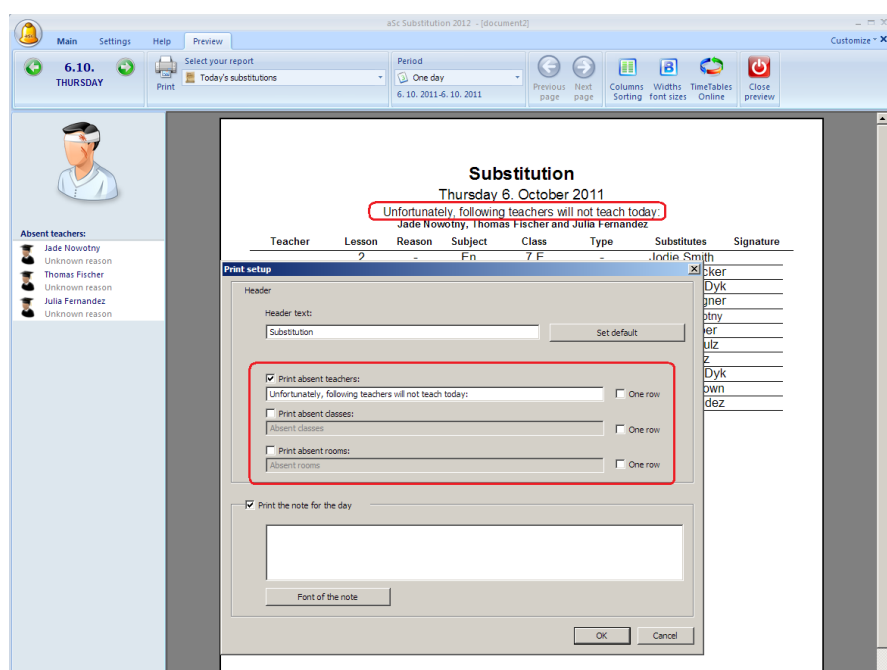 aSc Substitution 2012 - [document2]
Main Settings Help Preview Customize
6.10.
THURSDAY
Print
Select your report
Today's substitutions
Period
One day
6. 10. 2011-6. 10. 2011
Previous page
Next page
Columns Sorting
Widths font sizes
TimeTables Online
Close preview
Absent teachers:
Jade Nowotny
Unknown reason
Thomas Fischer
Unknown reason
Julia Fernandez
Unknown reason
Substitution
Thursday 6. October 2011
Unfortunately, following teachers will not teach today:
Jade Nowotny, Thomas Fischer and Julia Fernandez
Teacher Lesson Reason Subject Class Type Substitutes Signature
2 - En 7.E - Jodie Smith
cker
Dyk
gner
otny
er
ulz
z
Dyk
own
dez
Print setup
Header
Header text:
Substitution
Set default
Print absent teachers:
Unfortunately, following teachers will not teach today:
One row
Print absent classes:
Absent classes
One row
Print absent rooms:
Absent rooms
One row
Print the note for the day
Font of the note
OK Cancel